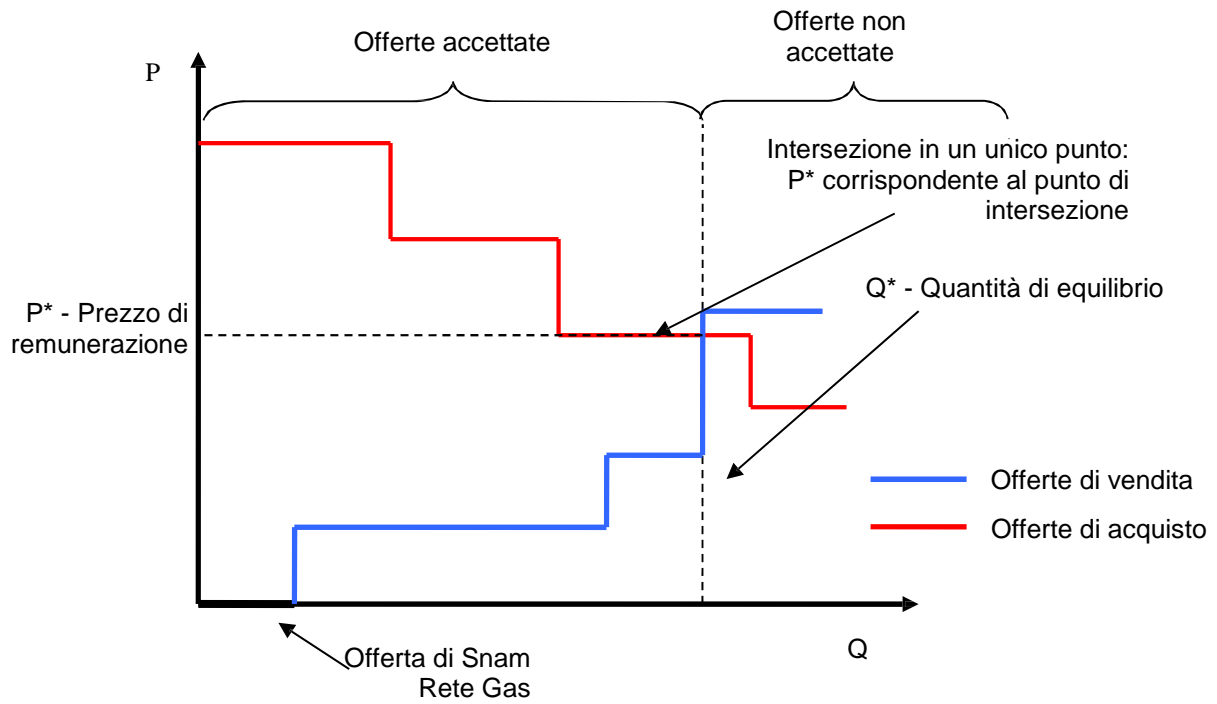 Offerte accettate
Offerte non
accettate
P
Intersezione in un unico punto:
P* corrispondente al punto di
intersezione
Q* - Quantità di equilibrio
P* - Prezzo di
remunerazione
Offerte di vendita
Offerte di acquisto
Q
Offerta di Snam
Rete Gas